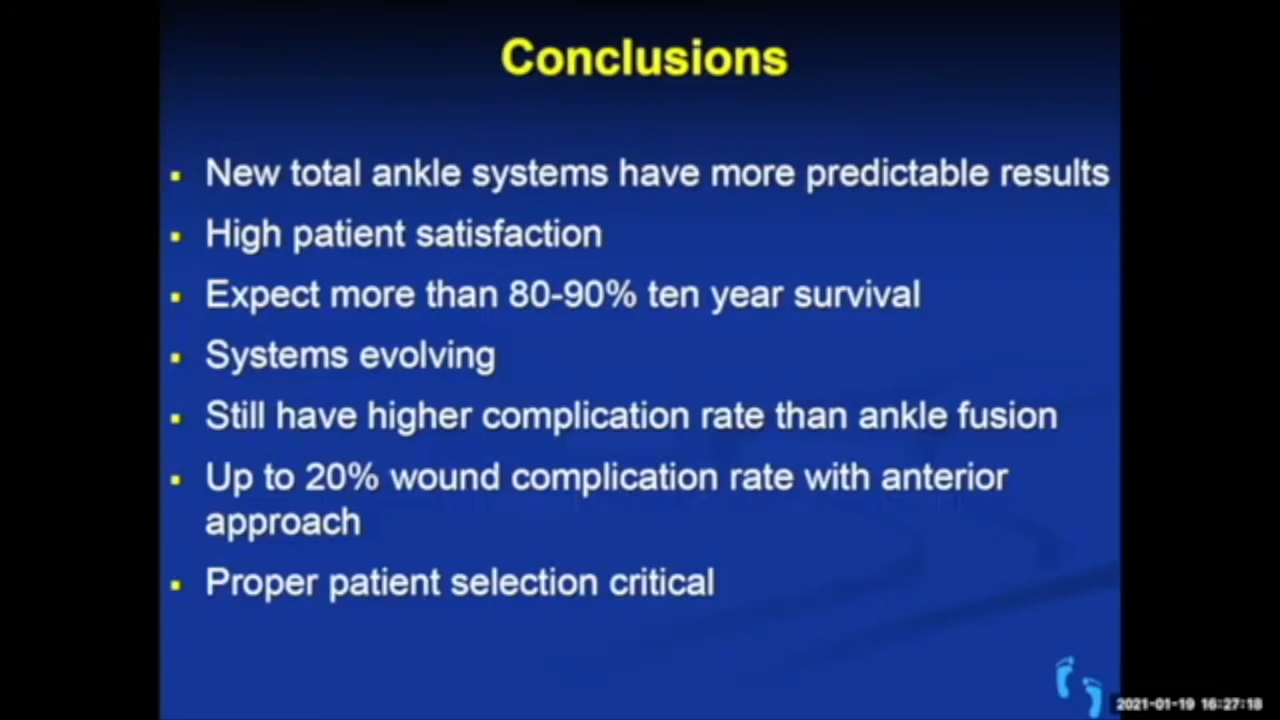 Conclusions
▪ New total ankle systems have more predictable results
▪ High patient satisfaction
▪ Expect more than 80-90% ten year survival
▪ Systems evolving
▪ Still have higher complication rate than ankle fusion
▪ Up to 20% wound complication rate with anterior
approach
▪ Proper patient selection critical
2021-01-19 16:27:18